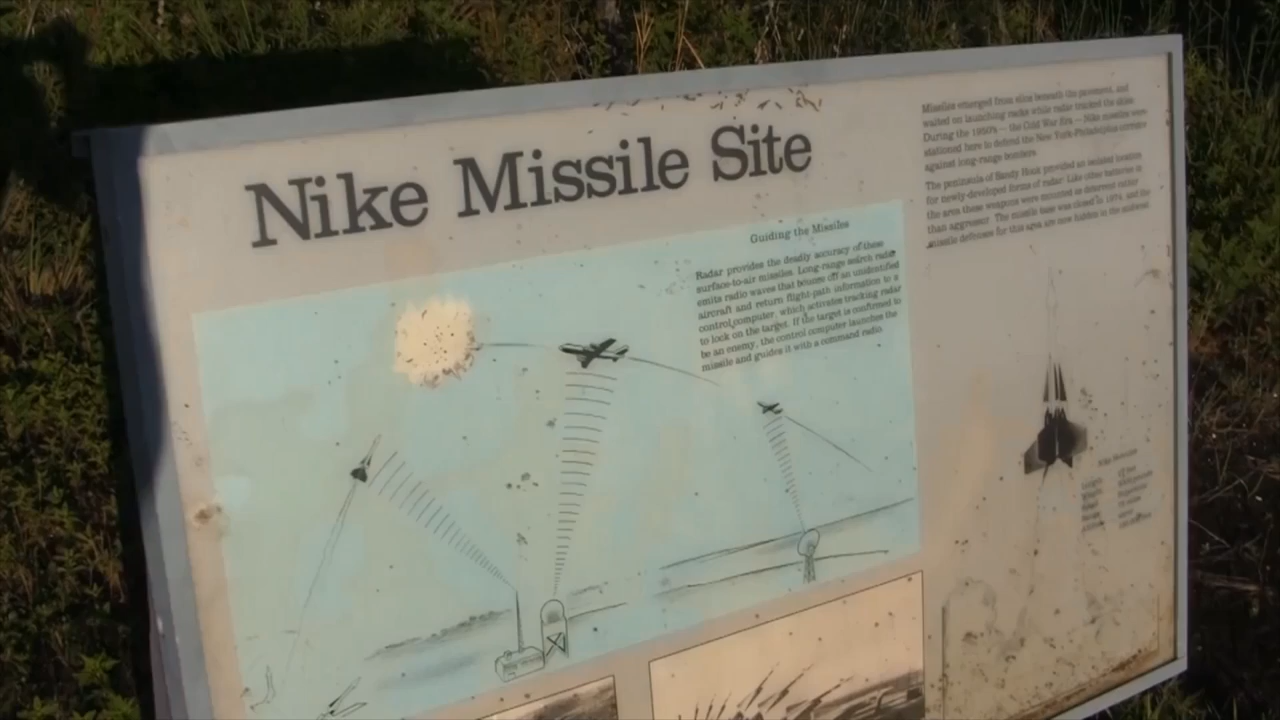 Nike Missile Site
Guiding the Missiles
Radar provides the deadly accuracy of these
surface-to-air missiles. Long-range search radar
emits radio waves that bounce off an unidentified
aircraft and return flight-path information to a
control computer, which activates tracking radar
to lock on the target. If the target is confirmed to
be an enemy, the control computer launches the
missile and guides it with a command radio.
Missiles emerged from silos beneath the pavement, and
waited on launching racks while radar tracked the skies.
During the 1950's — the Cold War Era — Nike missiles were
stationed here to defend the New York-Philadelphia
against long-range bombers.
The peninsula of Sandy Hook provided an isolated location
for newly-developed forms of radar. Like other batteries in
the area these weapons were mounted as deterrent rather
than aggressor. The missile base was closed in 1974, and the
missile defenses for this area are now hidden in the